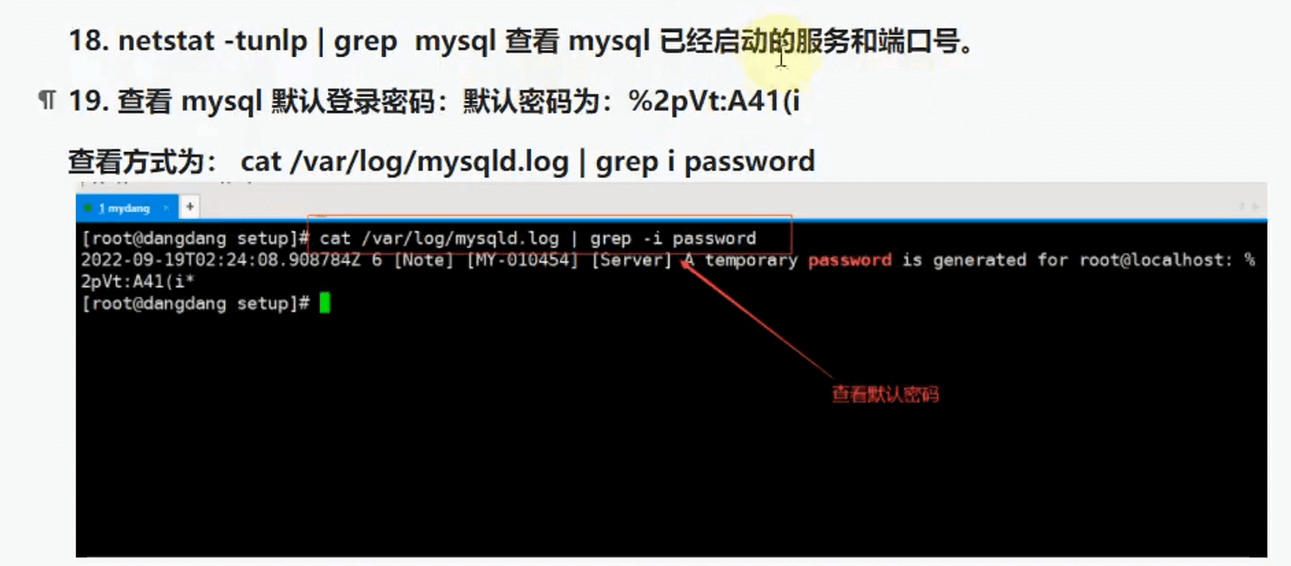 18. netstat -tunlp | grep  mysql 查看 mysql 已经启动的服务和端口号。
19. 查看 mysql 默认登录密码：默认密码为：%2pVt:A41(i
查看方式为： cat /var/log/mysqld.log | grep i password
1 mydang × +
[root@dangdang setup]# cat /var/log/mysqld.log | grep -i password
2022-09-19T02:24:08.908784Z 6 [Note] [MY-010454] [Server] A temporary password is generated for root@localhost: %
2pVt:A41(i*
[root@dangdang setup]#
查看默认密码